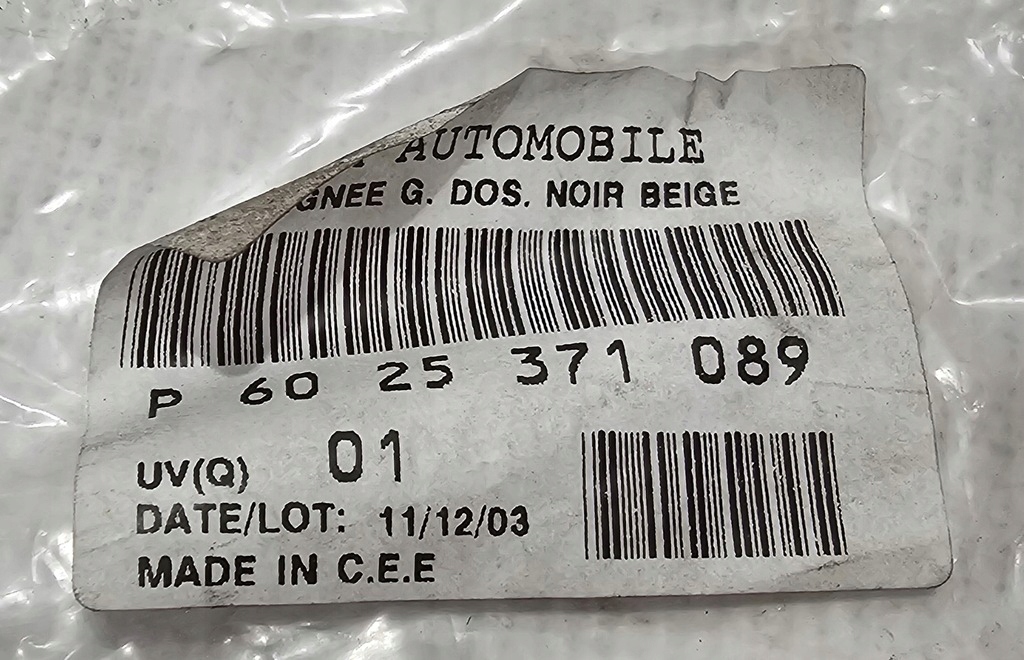 AUTOMOBILE
GNEE G. DOS. NOIR BEIGE
P 60 25 371 089
UV(Q) 01
DATE/LOT: 11/12/03
MADE IN C.E.E